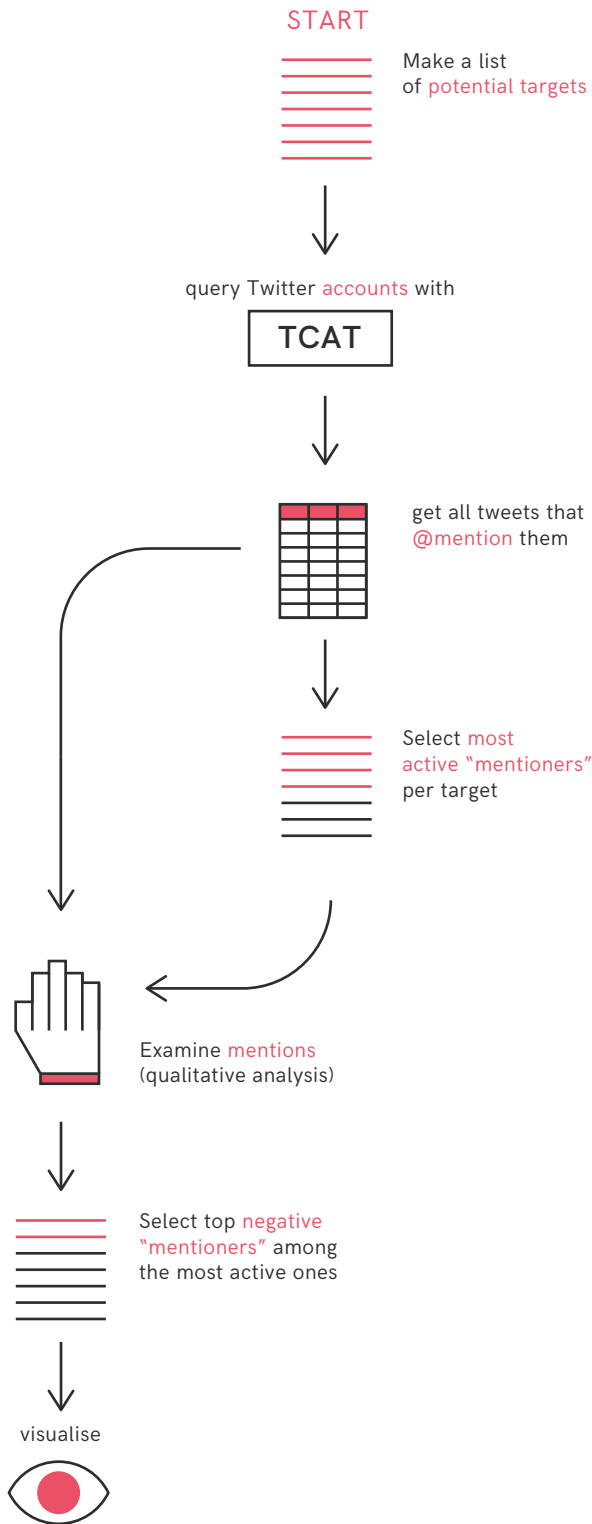 START
Make a list
of potential targets
query Twitter accounts with
TCAT
get all tweets that
@mention them
Select most
active “mentioners”
per target
Examine mentions
(qualitative analysis)
Select top negative
“mentioners” among
the most active ones
visualise